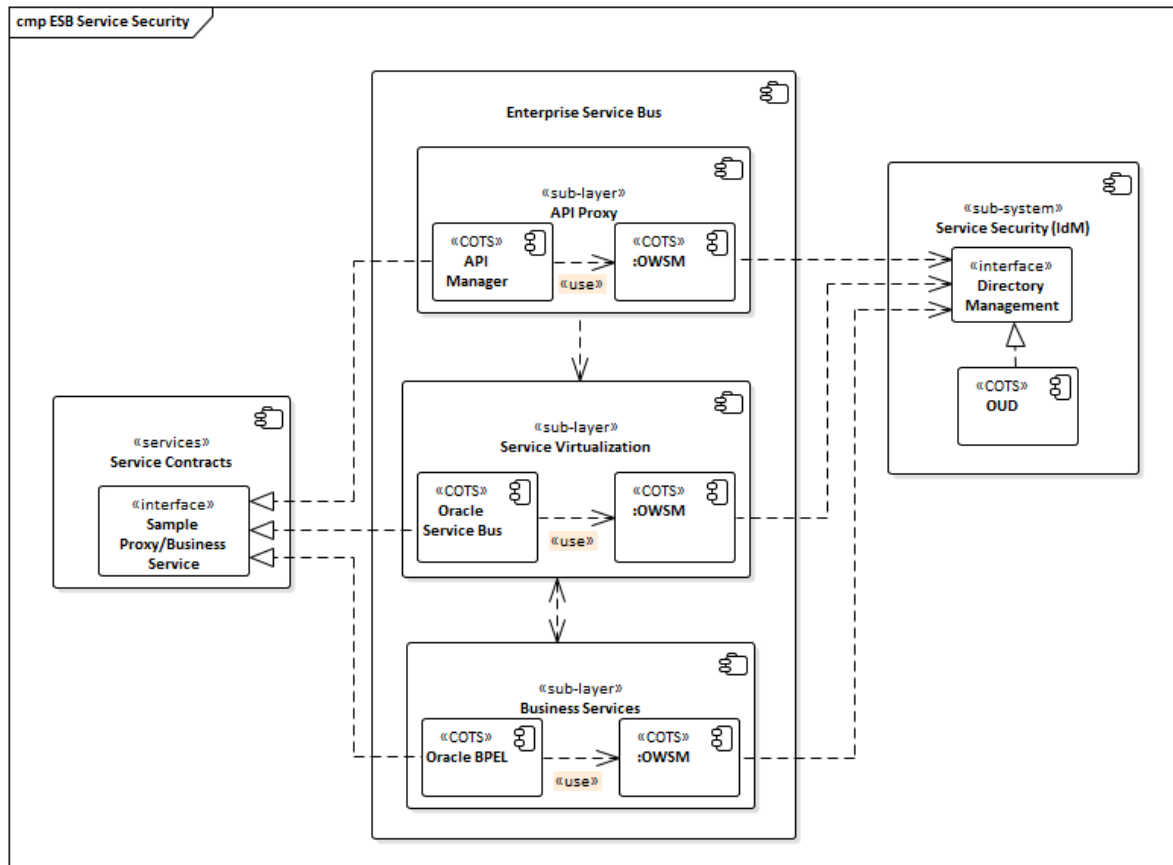 cmp ESB Service Security
Enterprise Service Bus
«sub-layer»
API Proxy
«COTS»
API
Manager
«use»
«COTS»
:OWSM
«sub-system»
Service Security (IdM)
«interface»
Directory
Management
«COTS»
OUD
«services»
Service Contracts
«interface»
Sample
Proxy/Business
Service
«sub-layer»
Service Virtualization
«COTS»
Oracle
Service Bus
«use»
«COTS»
:OWSM
«sub-layer»
Business Services
«COTS»
Oracle BPEL
«use»
«COTS»
:OWSM